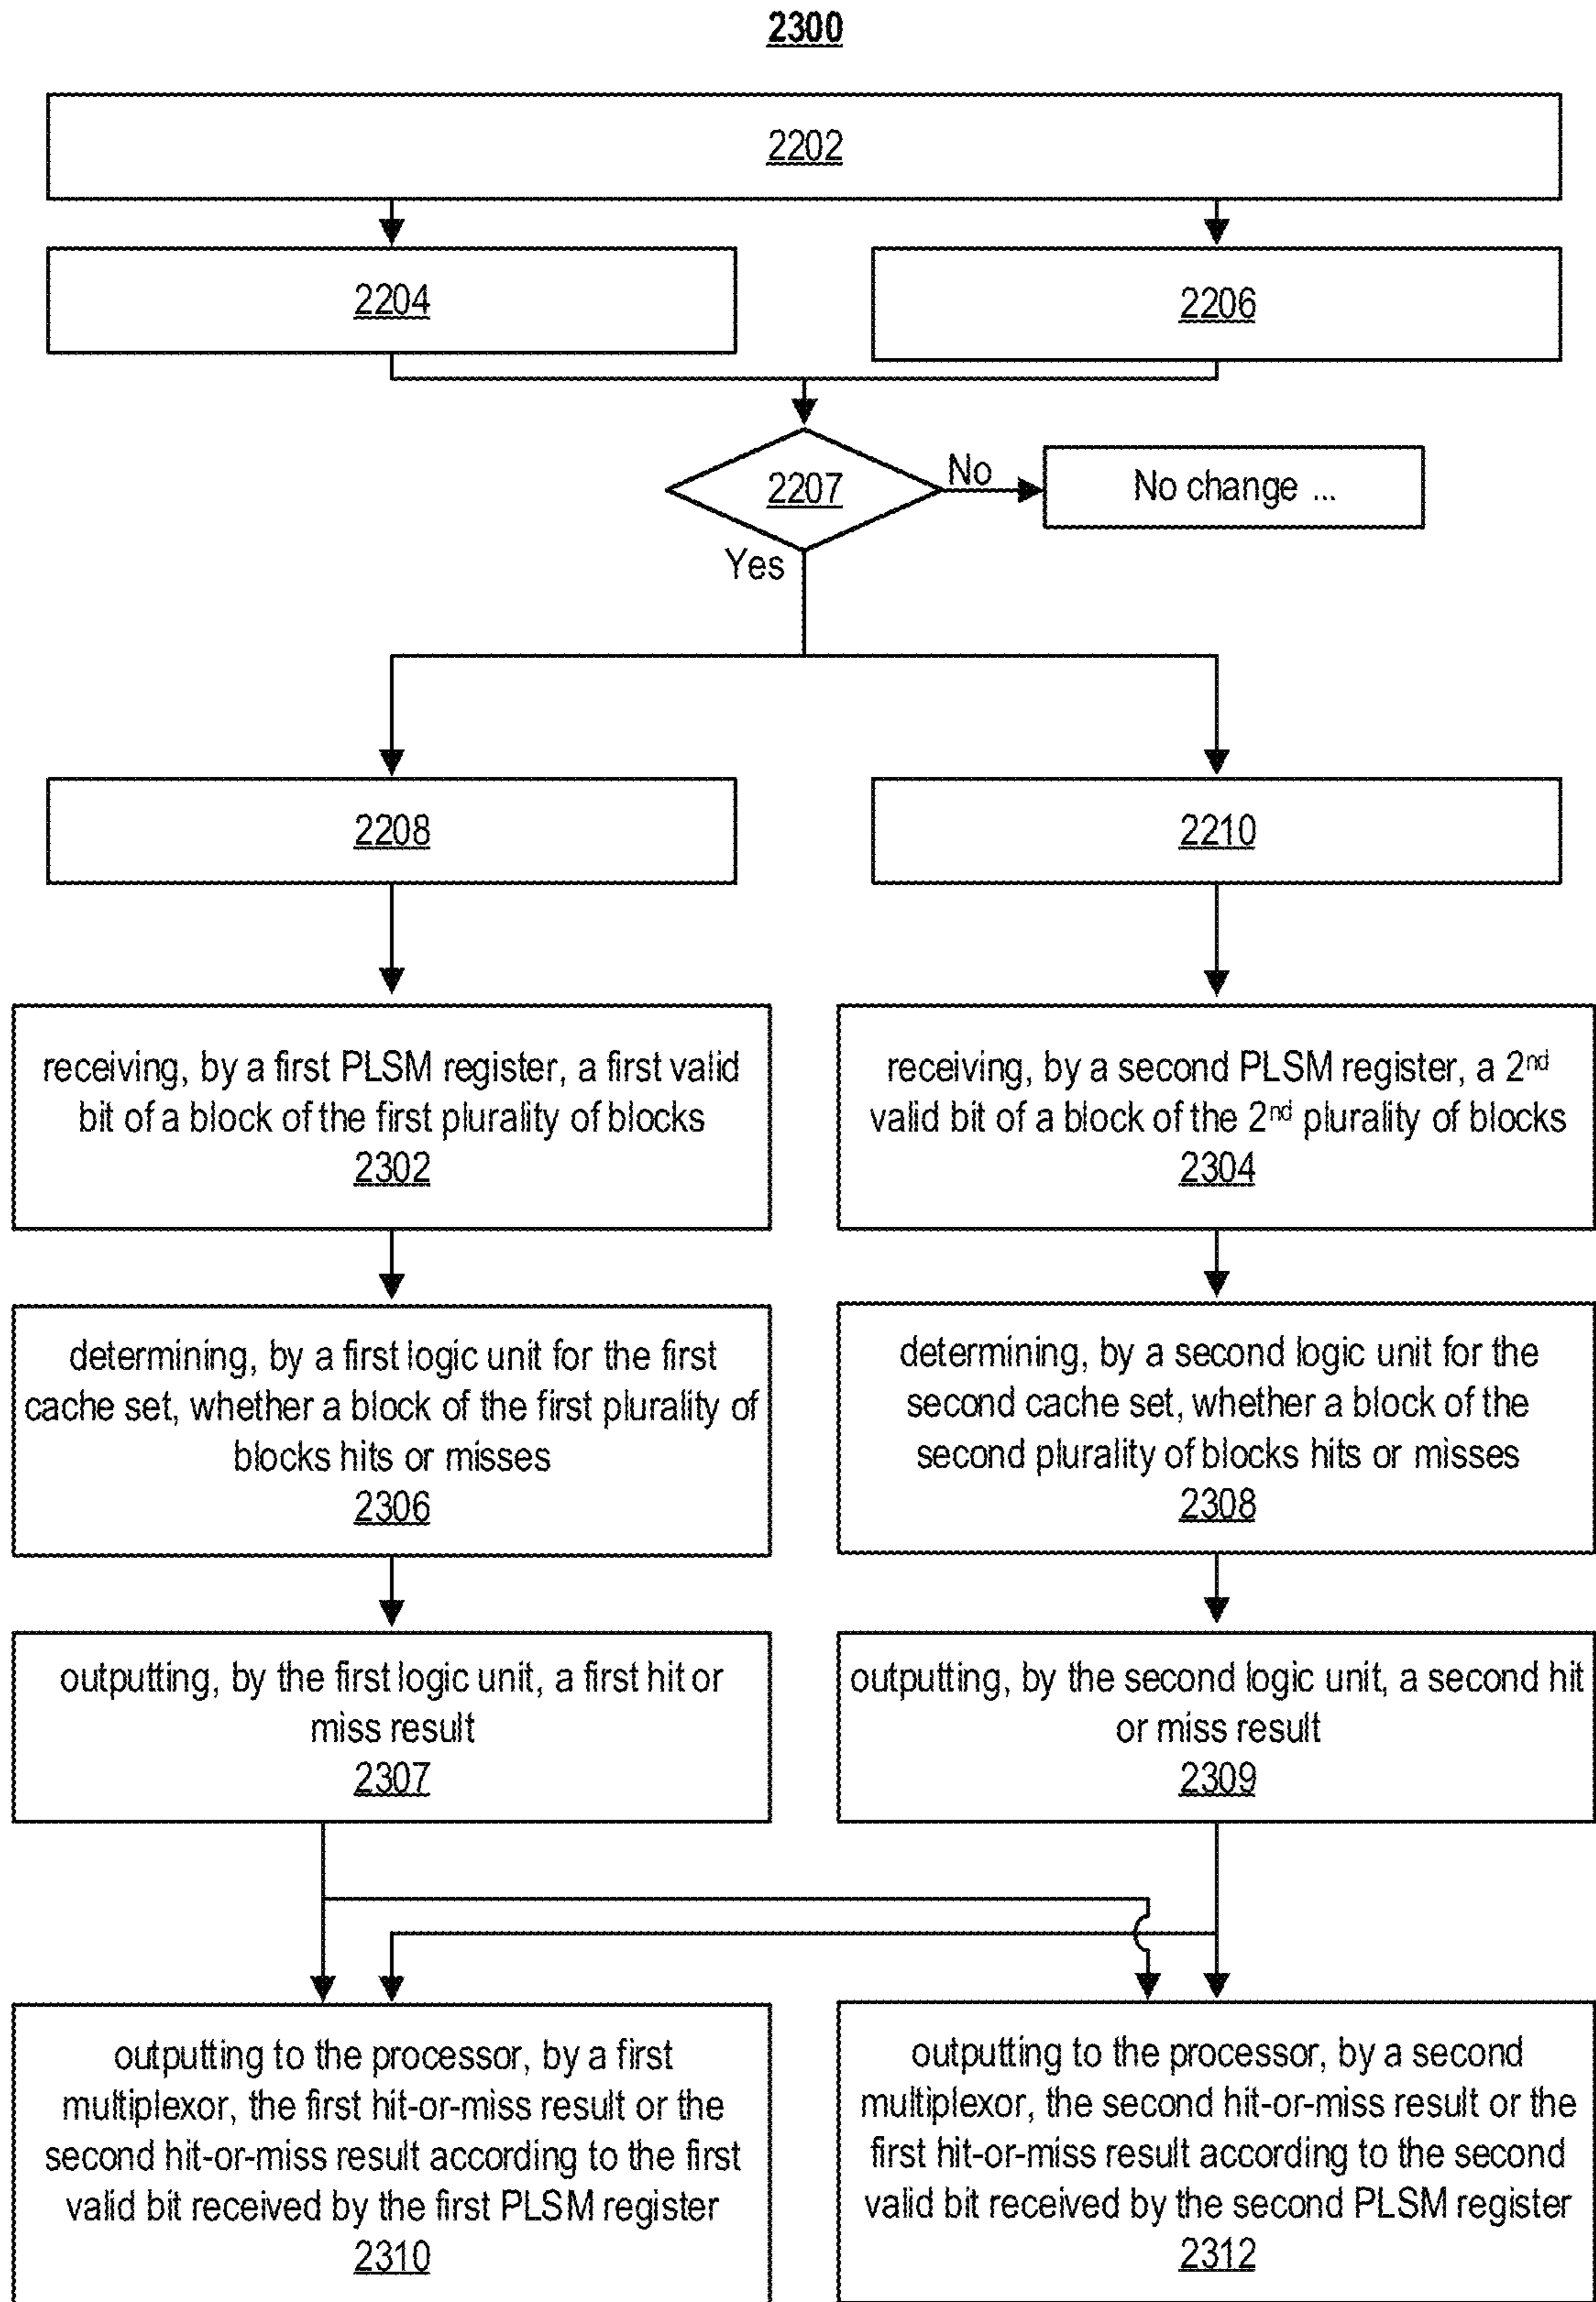 2300
2202
2204
2206
2207
No
No change ...
Yes
2208
2210
receiving, by a first PLSM register, a first valid
bit of a block of the first plurality of blocks
2302
receiving, by a second PLSM register, a 2nd
valid bit of a block of the 2nd plurality of blocks
2304
determining, by a first logic unit for the first
cache set, whether a block of the first plurality of
blocks hits or misses
2306
determining, by a second logic unit for the
second cache set, whether a block of the
second plurality of blocks hits or misses
2308
outputting, by the first logic unit, a first hit or
miss result
2307
outputting, by the second logic unit, a second hit
or miss result
2309
outputting to the processor, by a first
multiplexor, the first hit-or-miss result or the
second hit-or-miss result according to the first
valid bit received by the first PLSM register
2310
outputting to the processor, by a second
multiplexor, the second hit-or-miss result or the
first hit-or-miss result according to the second
valid bit received by the second PLSM register
2312